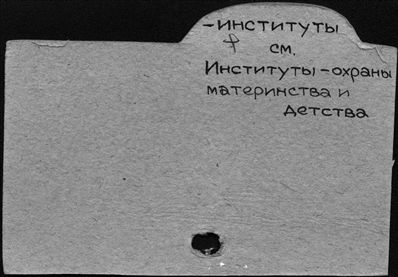 -институты
см.
Институты-охраны
материнства и
детства